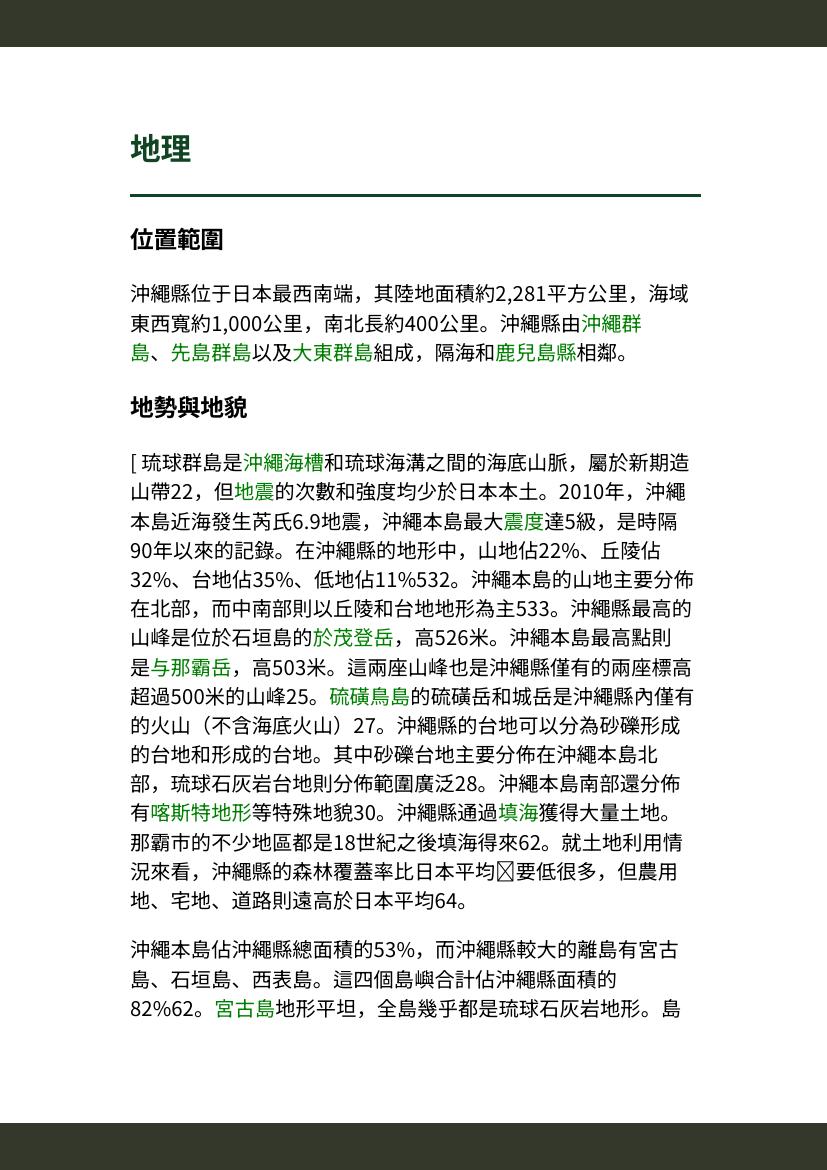 地理
位置範圍
沖繩縣位于日本最西南端，其陸地面積約2,281平方公里，海域
東西寬約1,000公里，南北長約400公里。沖繩縣由沖繩群
島、先島群島以及大東群島組成，隔海和鹿兒島縣相鄰。
地勢與地貌
[ 琉球群島是沖繩海槽和琉球海溝之間的海底山脈，屬於新期造
山帶22，但地震的次數和強度均少於日本本土。2010年，沖繩
本島近海發生芮氏6.9地震，沖繩本島最大震度達5級，是時隔
90年以來的記錄。在沖繩縣的地形中，山地佔22%、丘陵佔
32%、台地佔35%、低地佔11%532。沖繩本島的山地主要分佈
在北部，而中南部則以丘陵和台地地形為主533。沖繩縣最高的
山峰是位於石垣島的於茂登岳，高526米。沖繩本島最高點則
是与那霸岳，高503米。這兩座山峰也是沖繩縣僅有的兩座標高
超過500米的山峰25。硫磺鳥島的硫磺岳和城岳是沖繩縣內僅有
的火山（不含海底火山）27。沖繩縣的台地可以分為砂礫形成
的台地和形成的台地。其中砂礫台地主要分佈在沖繩本島北
部，琉球石灰岩台地則分佈範圍廣泛28。沖繩本島南部還分佈
有喀斯特地形等特殊地貌30。沖繩縣通過填海獲得大量土地。
那霸市的不少地區都是18世紀之後填海得來62。就土地利用情
況來看，沖繩縣的森林覆蓋率比日本平均要低很多，但農用
地、宅地、道路則遠高於日本平均64。
沖繩本島佔沖繩縣總面積的53%，而沖繩縣較大的離島有宮古
島、石垣島、西表島。這四個島嶼合計佔沖繩縣面積的
82%62。宮古島地形平坦，全島幾乎都是琉球石灰岩地形。島